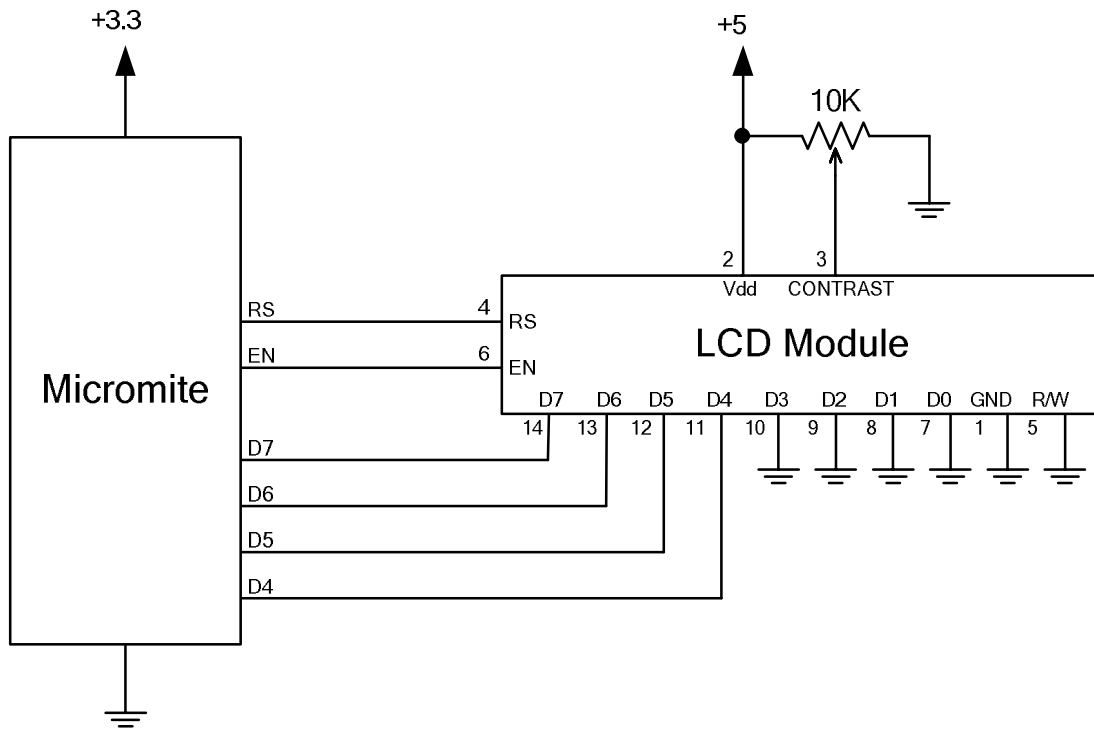 +3.3
+5
10K
2
3
Vdd
CONTRAST
RS
4
RS
LCD Module
EN
6
EN
Micromite
D7
D6
D5
D4
D3
D2
D1
D0
GND
R/W
14
13
12
11
10
9
8
7
1
5
D7
D6
D5
D4